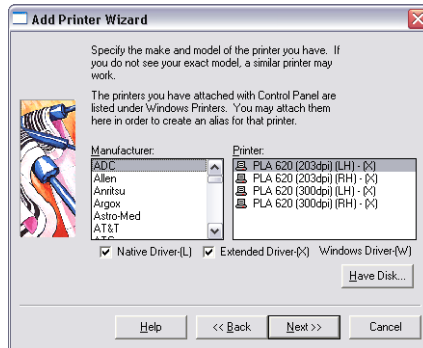 Add Printer Wizard
Specify the make and model of the printer you have. If
you do not see your exact model, a similar printer may
work.
The printers you have attached with Control Panel are
listed under Windows Printers. You may attach them
here in order to create an alias for that printer.
Manufacturer:
ADC
Allen
Anritsu
Argox
Astro-Med
AT&T
Printer:
PLA 620 (203dpi) (LH) - (X)
PLA 620 (203dpi) (RH) - (X)
PLA 620 (300dpi) (LH) - (X)
PLA 620 (300dpi) (RH) - (X)
Native Driver-(L) Extended Driver-(X) Windows Driver-(W)
Have Disk...
Help << Back Next >> Cancel